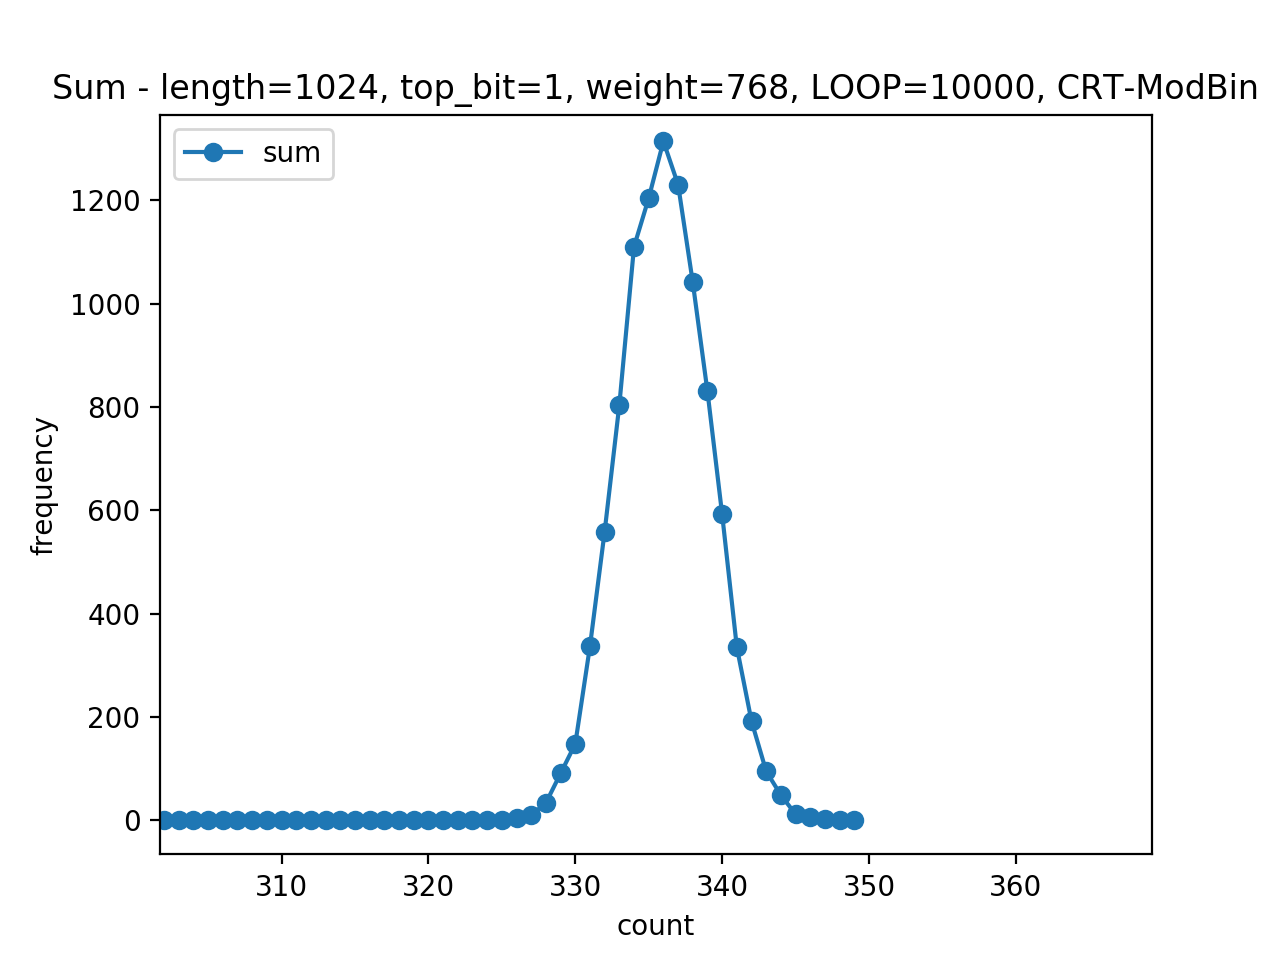 Sum - length=1024, top_bit=1, weight=768, LOOP=10000, CRT-ModBin
sum
frequency
1200
1000
800
600
400
200
0
310 320 330 340 350 360
count